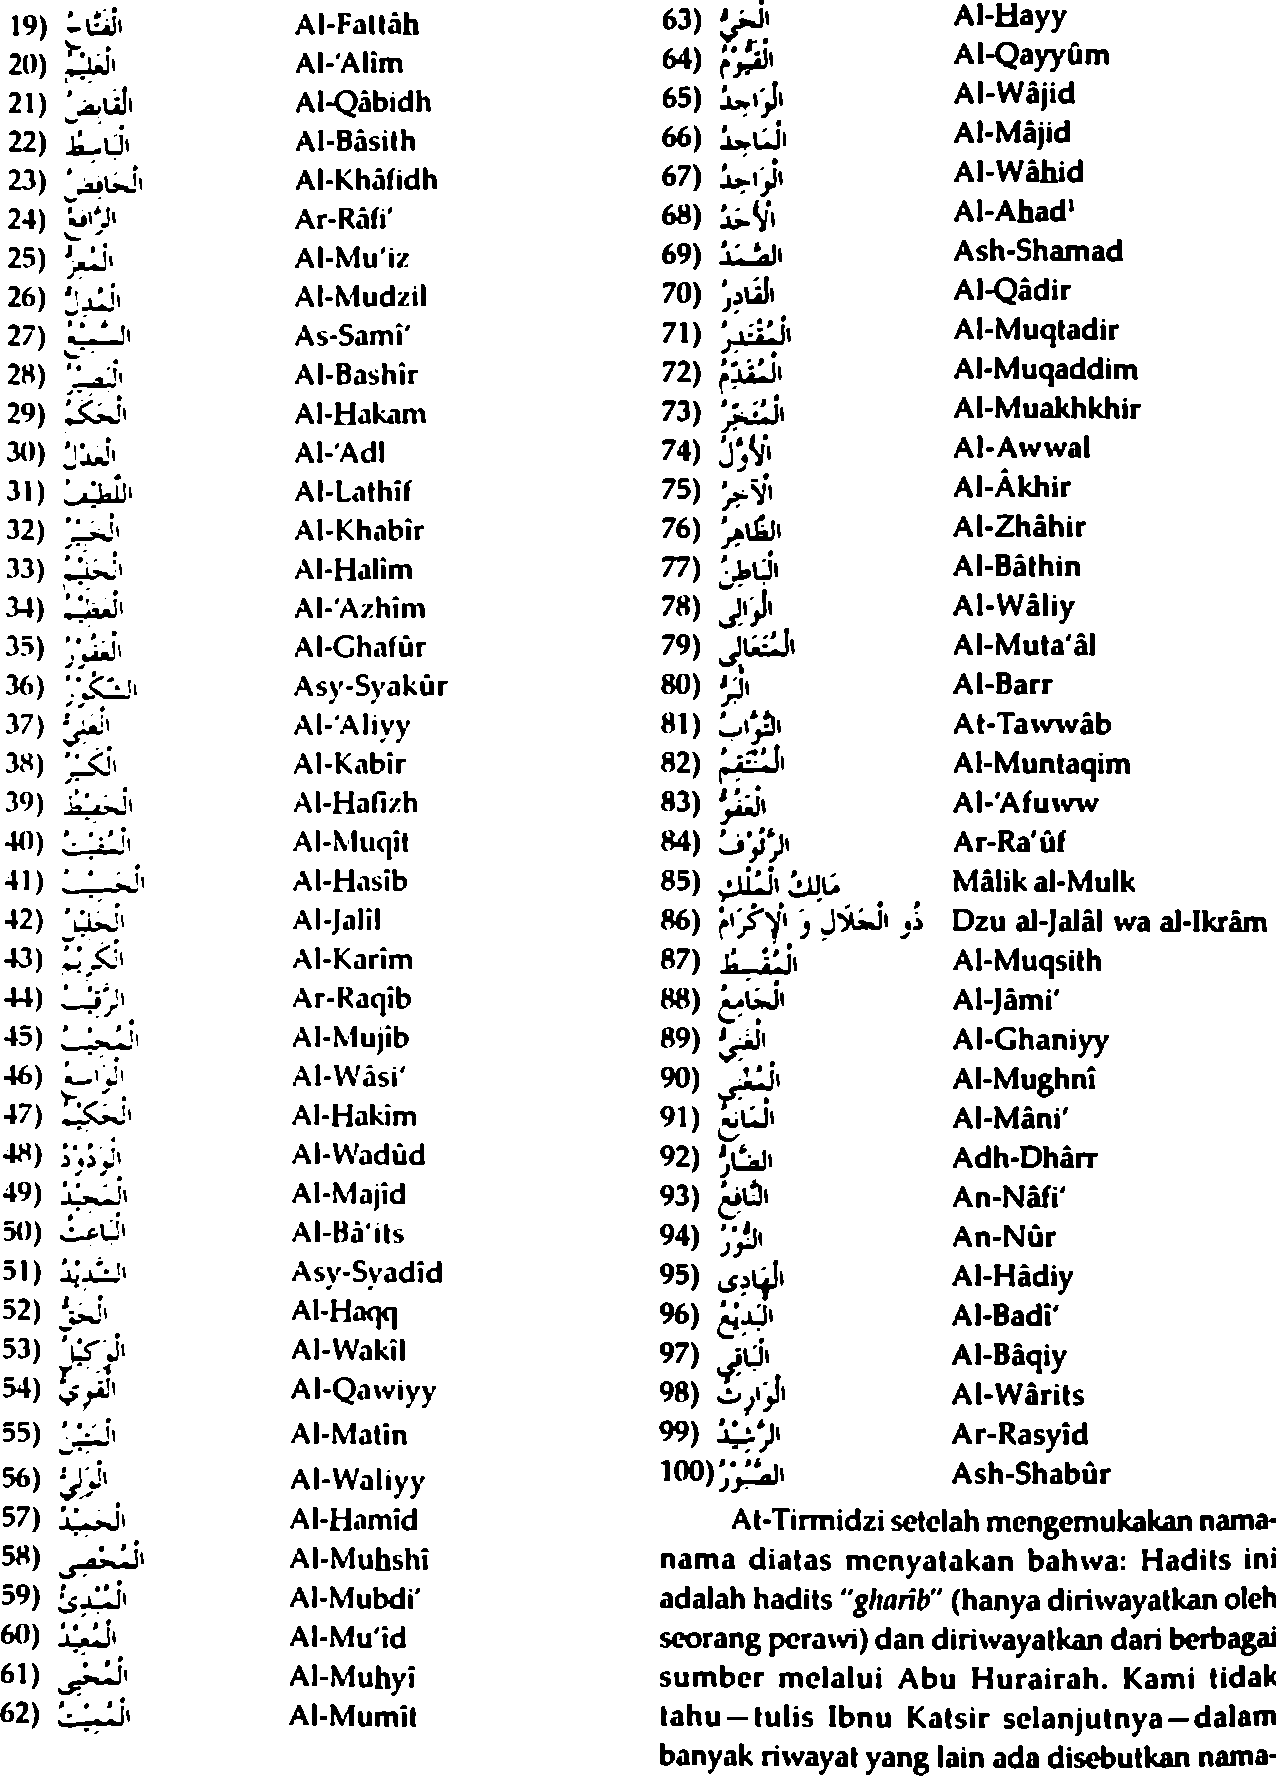 19) الْفَتَّاحُ Al-Fattâh
20) الْعَلِيْمُ Al-'Alîm
21) الْقَابِضُ Al-Qâbidh
22) الْبَاسِطُ Al-Bâsith
23) الْخَافِضُ Al-Khâfidh
24) الرَّافِعُ Ar-Râfi'
25) الْمُعِزُّ Al-Mu'iz
26) الْمُذِلُّ Al-Mudzil
27) السَّمِيْعُ As-Samî'
28) الْبَصِيْرُ Al-Bashîr
29) الْحَكَمُ Al-Hakam
30) الْعَدْلُ Al-'Adl
31) اللَّطِيْفُ Al-Lathîf
32) الْخَبِيْرُ Al-Khabîr
33) الْحَلِيْمُ Al-Halîm
34) الْعَظِيْمُ Al-'Azhîm
35) الْغَفُوْرُ Al-Ghafûr
36) الشَّكُوْرُ Asy-Syakûr
37) الْعَلِيُّ Al-'Aliyy
38) الْكَبِيْرُ Al-Kabîr
39) الْحَفِيْظُ Al-Hafizh
40) الْمُقِيْتُ Al-Muqît
41) الْحَسِيْبُ Al-Hasîb
42) الْجَلِيْلُ Al-Jalîl
43) الْكَرِيْمُ Al-Karîm
44) الرَّقِيْبُ Ar-Raqîb
45) الْمُجِيْبُ Al-Mujîb
46) الْوَاسِعُ Al-Wâsi'
47) الْحَكِيْمُ Al-Hakîm
48) الْوَدُوْدُ Al-Wadûd
49) الْمَجِيْدُ Al-Majîd
50) الْبَاعِثُ Al-Bâ'its
51) الشَّدِيْدُ Asy-Syadîd
52) الْحَقُّ Al-Haqq
53) الْوَكِيْلُ Al-Wakîl
54) الْقَوِيُّ Al-Qawiyy
55) الْمَتِيْنُ Al-Matîn
56) الْوَلِيُّ Al-Waliyy
57) الْحَمِيْدُ Al-Hamîd
58) الْمُحْصِي Al-Muhshî
59) الْمُبْدِئُ Al-Mubdi'
60) الْمُعِيْدُ Al-Mu'îd
61) الْمُحْيِي Al-Muhyî
62) الْمُمِيْتُ Al-Mumît
63) الْحَيُّ Al-Hayy
64) الْقَيُّوْمُ Al-Qayyûm
65) الْوَاجِدُ Al-Wâjid
66) الْمَاجِدُ Al-Mâjid
67) الْوَاحِدُ Al-Wâhid
68) الْأَحَدُ Al-Ahad¹
69) الصَّمَدُ Ash-Shamad
70) الْقَادِرُ Al-Qâdir
71) الْمُقْتَدِرُ Al-Muqtadir
72) الْمُقَدِّمُ Al-Muqaddim
73) الْمُئَخِّرُ Al-Muakhkhir
74) الْأَوَّلُ Al-Awwal
75) الْآخِرُ Al-Âkhir
76) الظَّاهِرُ Al-Zhâhir
77) الْبَاطِنُ Al-Bâthin
78) الْوَالِى Al-Wâliy
79) الْمُتَعَالِى Al-Muta'âl
80) الْبَرُّ Al-Barr
81) التَّوَّابُ At-Tawwâb
82) الْمُنْتَقِمُ Al-Muntaqim
83) الْعَفُوُّ Al-'Afuww
84) الرَّئُوْفُ Ar-Ra'ûf
85) مَالِكُ الْمُلْكِ Mâlik al-Mulk
86) ذُو الْجَلَالِ وَ الْإِكْرَامُ Dzu al-Jalâl wa al-Ikrâm
87) الْمُقْسِطُ Al-Muqsith
88) الْجَامِعُ Al-Jâmi'
89) الْغَنِيُّ Al-Ghaniyy
90) الْمُغْنِي Al-Mughnî
91) الْمَانِعُ Al-Mâni'
92) الضَّارُّ Adh-Dhârr
93) النَّافِعُ An-Nâfi'
94) النُّوْرُ An-Nûr
95) الْهَادِى Al-Hâdiy
96) الْبَدِيْعُ Al-Badî'
97) الْبَاقِي Al-Bâqiy
98) الْوَارِثُ Al-Wârits
99) الرَّشِيْدُ Ar-Rasyîd
100) الصَّبُوْرُ Ash-Shabûr
At-Tirmidzi setelah mengemukakan nama-
nama diatas menyatakan bahwa: Hadits ini
adalah hadits "gharîb" (hanya diriwayatkan oleh
seorang perawi) dan diriwayatkan dari berbagai
sumber melalui Abu Hurairah. Kami tidak
tahu—tulis Ibnu Katsir selanjutnya—dalam
banyak riwayat yang lain ada disebutkan nama-